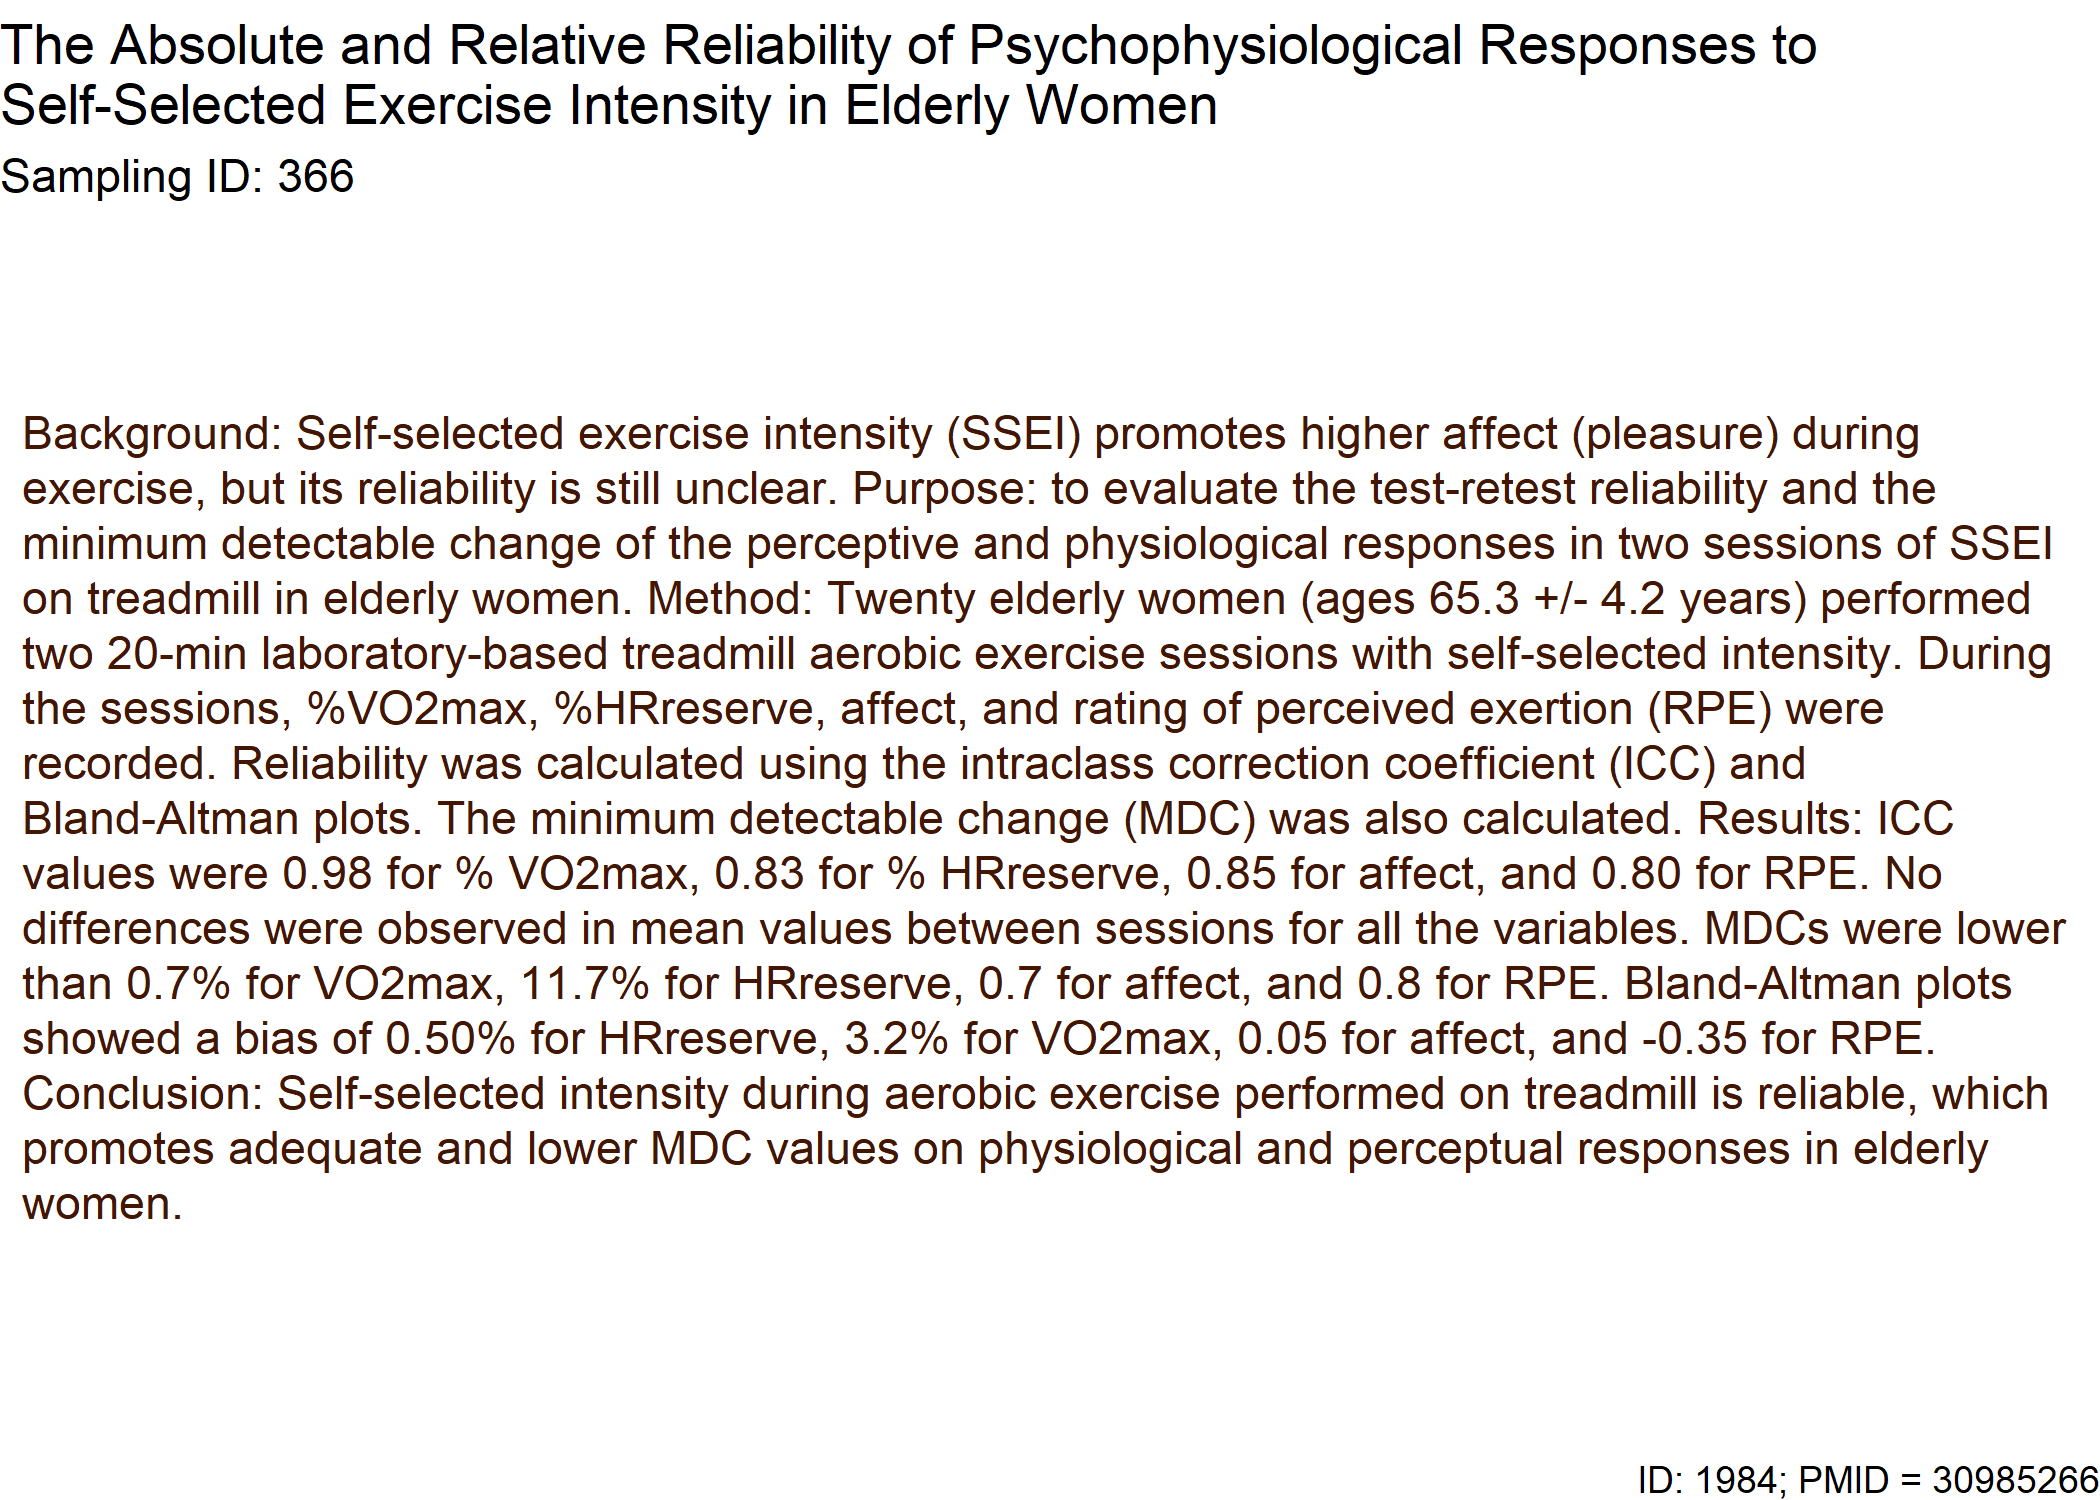 The Absolute and Relative Reliability of Psychophysiological Responses to
Self-Selected Exercise Intensity in Elderly Women
Sampling ID: 366
Background: Self-selected exercise intensity (SSEI) promotes higher affect (pleasure) during
exercise, but its reliability is still unclear. Purpose: to evaluate the test-retest reliability and the
minimum detectable change of the perceptive and physiological responses in two sessions of SSEI
on treadmill in elderly women. Method: Twenty elderly women (ages 65.3 +/- 4.2 years) performed
two 20-min laboratory-based treadmill aerobic exercise sessions with self-selected intensity. During
the sessions, %VO2max, %HRreserve, affect, and rating of perceived exertion (RPE) were
recorded. Reliability was calculated using the intraclass correction coefficient (ICC) and
Bland-Altman plots. The minimum detectable change (MDC) was also calculated. Results: ICC
values were 0.98 for % VO2max, 0.83 for % HRreserve, 0.85 for affect, and 0.80 for RPE. No
differences were observed in mean values between sessions for all the variables. MDCs were lower
than 0.7% for VO2max, 11.7% for HRreserve, 0.7 for affect, and 0.8 for RPE. Bland-Altman plots
showed a bias of 0.50% for HRreserve, 3.2% for VO2max, 0.05 for affect, and -0.35 for RPE.
Conclusion: Self-selected intensity during aerobic exercise performed on treadmill is reliable, which
promotes adequate and lower MDC values on physiological and perceptual responses in elderly
women.
ID: 1984; PMID = 30985266